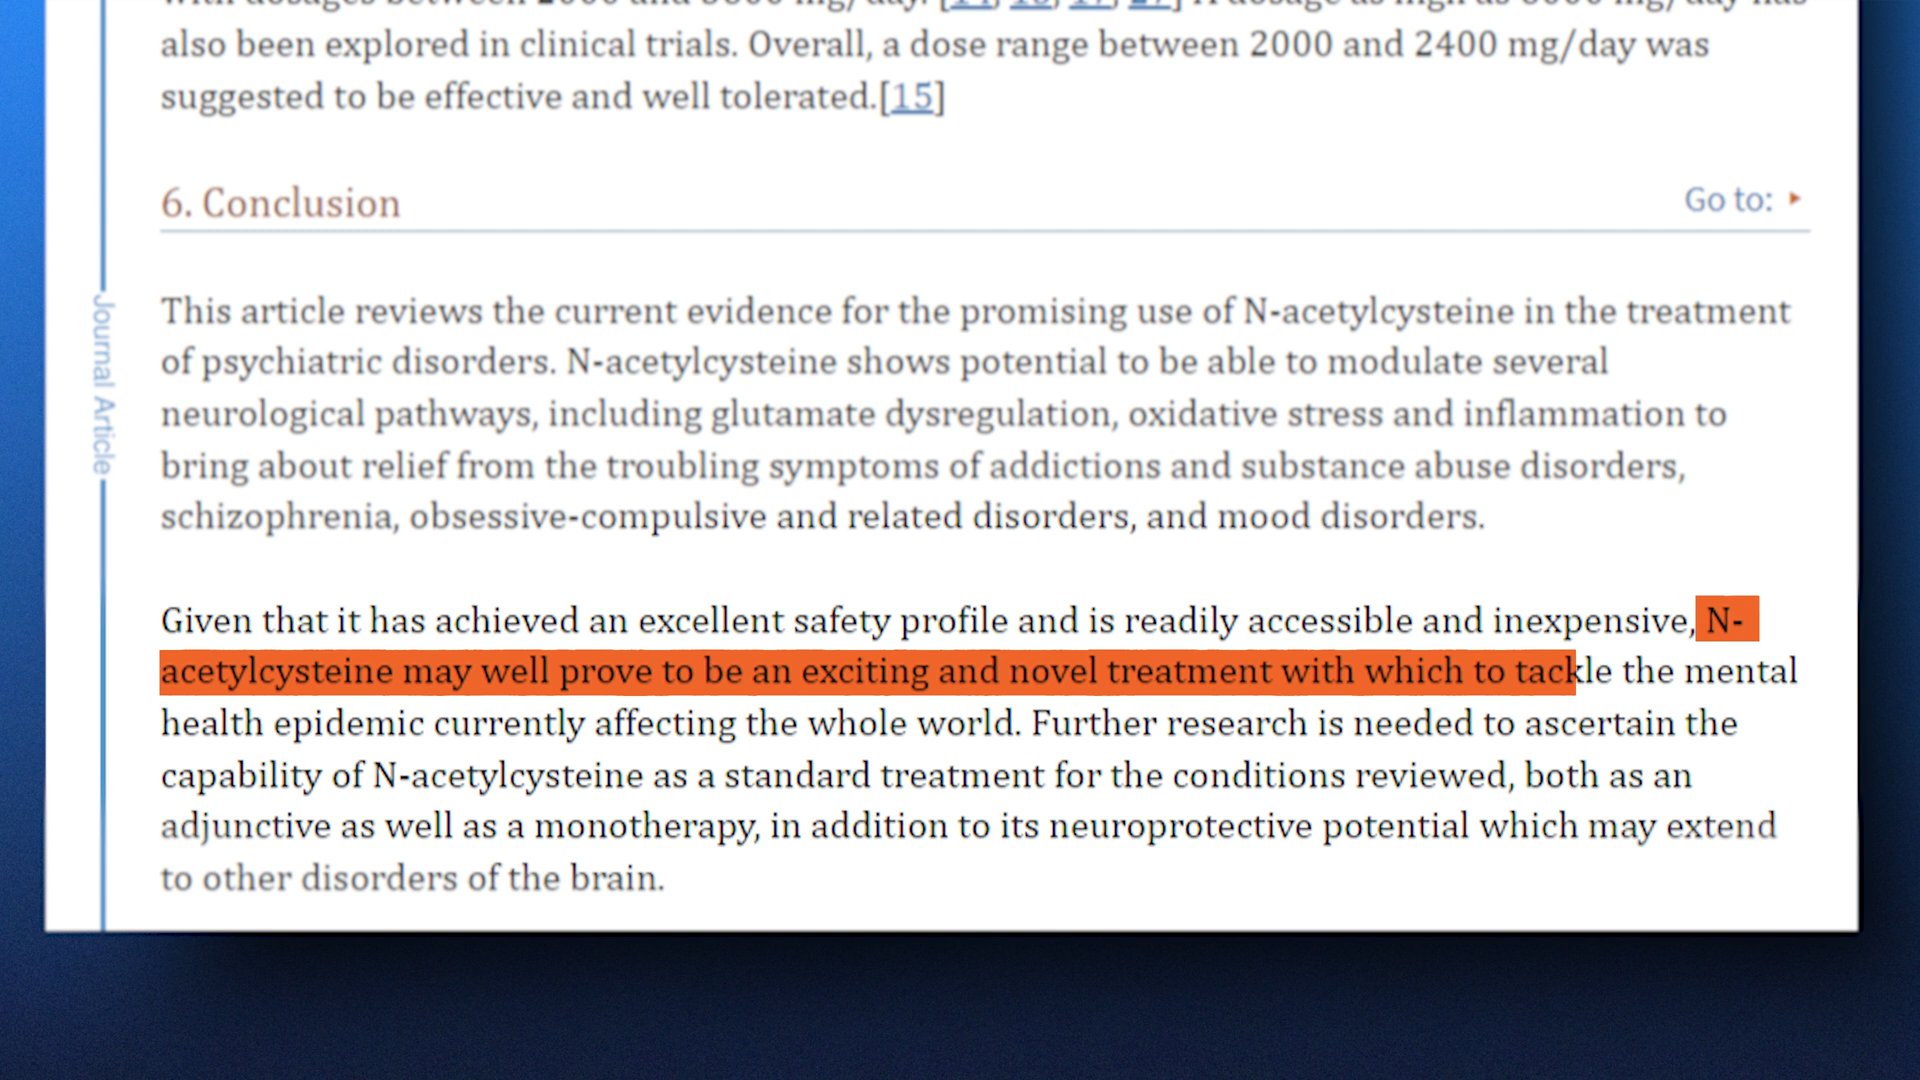 also been explored in clinical trials. Overall, a dose range between 2000 and 2400 mg/day was
suggested to be effective and well tolerated.[15]
6. Conclusion
Go to:
Journal Article
This article reviews the current evidence for the promising use of N-acetylcysteine in the treatment
of psychiatric disorders. N-acetylcysteine shows potential to be able to modulate several
neurological pathways, including glutamate dysregulation, oxidative stress and inflammation to
bring about relief from the troubling symptoms of addictions and substance abuse disorders,
schizophrenia, obsessive-compulsive and related disorders, and mood disorders.
Given that it has achieved an excellent safety profile and is readily accessible and inexpensive, N-
acetylcysteine may well prove to be an exciting and novel treatment with which to tackle the mental
health epidemic currently affecting the whole world. Further research is needed to ascertain the
capability of N-acetylcysteine as a standard treatment for the conditions reviewed, both as an
adjunctive as well as a monotherapy, in addition to its neuroprotective potential which may extend
to other disorders of the brain.